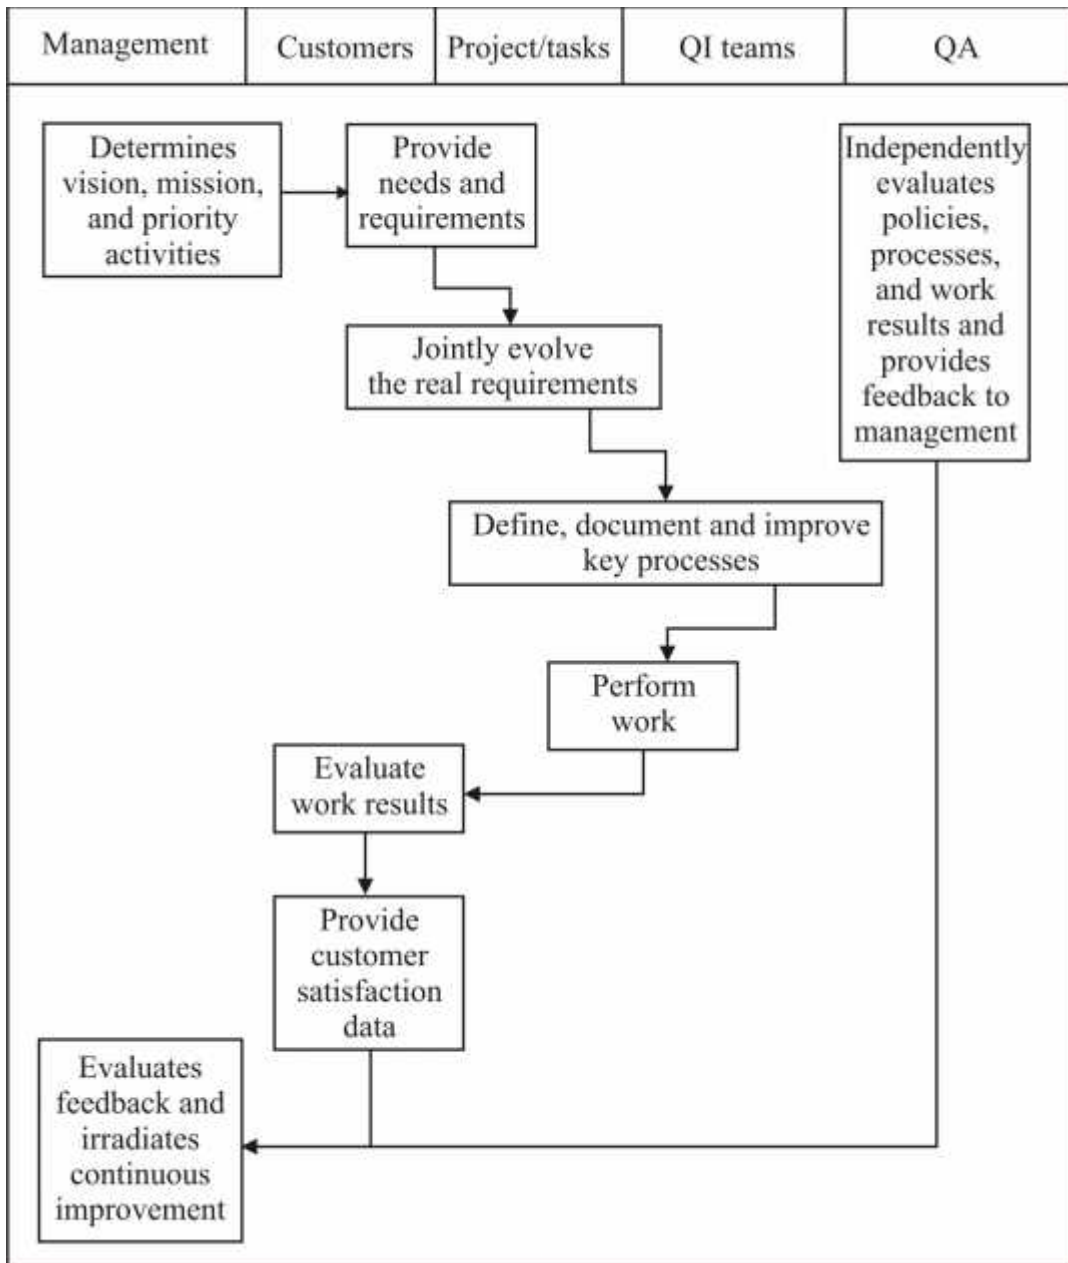 Management
Customers
Project/tasks
QI teams
QA
Determines
vision, mission,
and priority
activities
Provide
needs and
requirements
Independently
evaluates
policies,
processes,
and work
results and
provides
feedback to
management
Jointly evolve
the real requirements
Define, document and improve
key processes
Perform
work
Evaluate
work results
Provide
customer
satisfaction
data
Evaluates
feedback and
irradiates
continuous
improvement